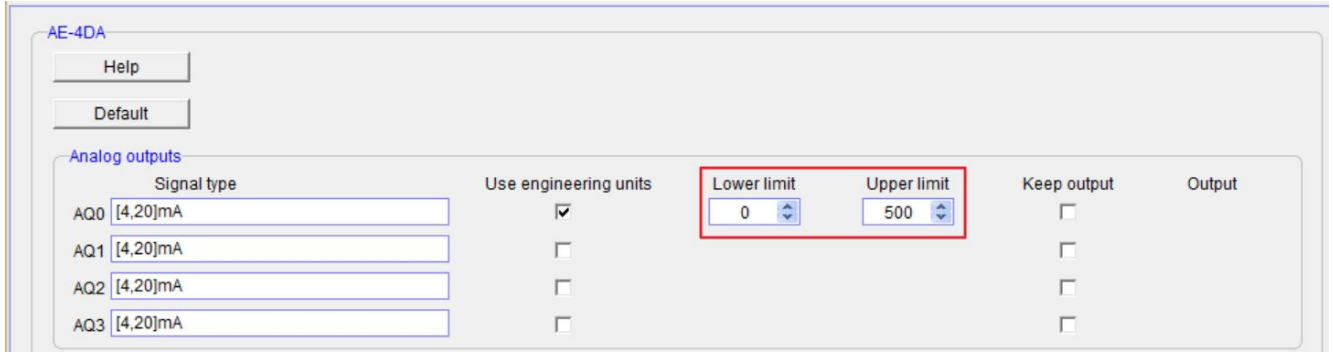 AE-4DA
Help
Default
Analog outputs
Signal type Use engineering units Lower limit Upper limit Keep output Output
AQ0 [4,20]mA 0 500
AQ1 [4,20]mA
AQ2 [4,20]mA
AQ3 [4,20]mA